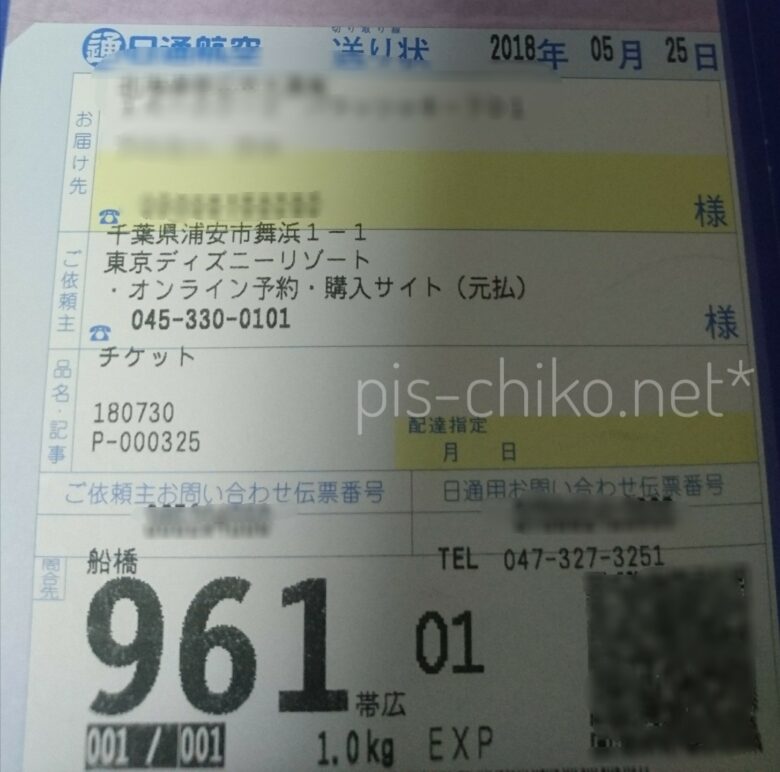 通 日通航空 切り取り線 送り状 2018年 05月 25日
お届け先
様
千葉県浦安市舞浜1-1
東京ディズニーリゾート
・オンライン予約・購入サイト(元払)
045-330-0101
ご依頼主
様
チケット
品名・記事
180730
P-000325
配達指定
月 日
pis-chiko.net*
ご依頼主お問い合わせ伝票番号 日通用お問い合わせ伝票番号
問合先
船橋 TEL 047-327-3251
961 01
帯広
001 / 001 1.0kg EXP